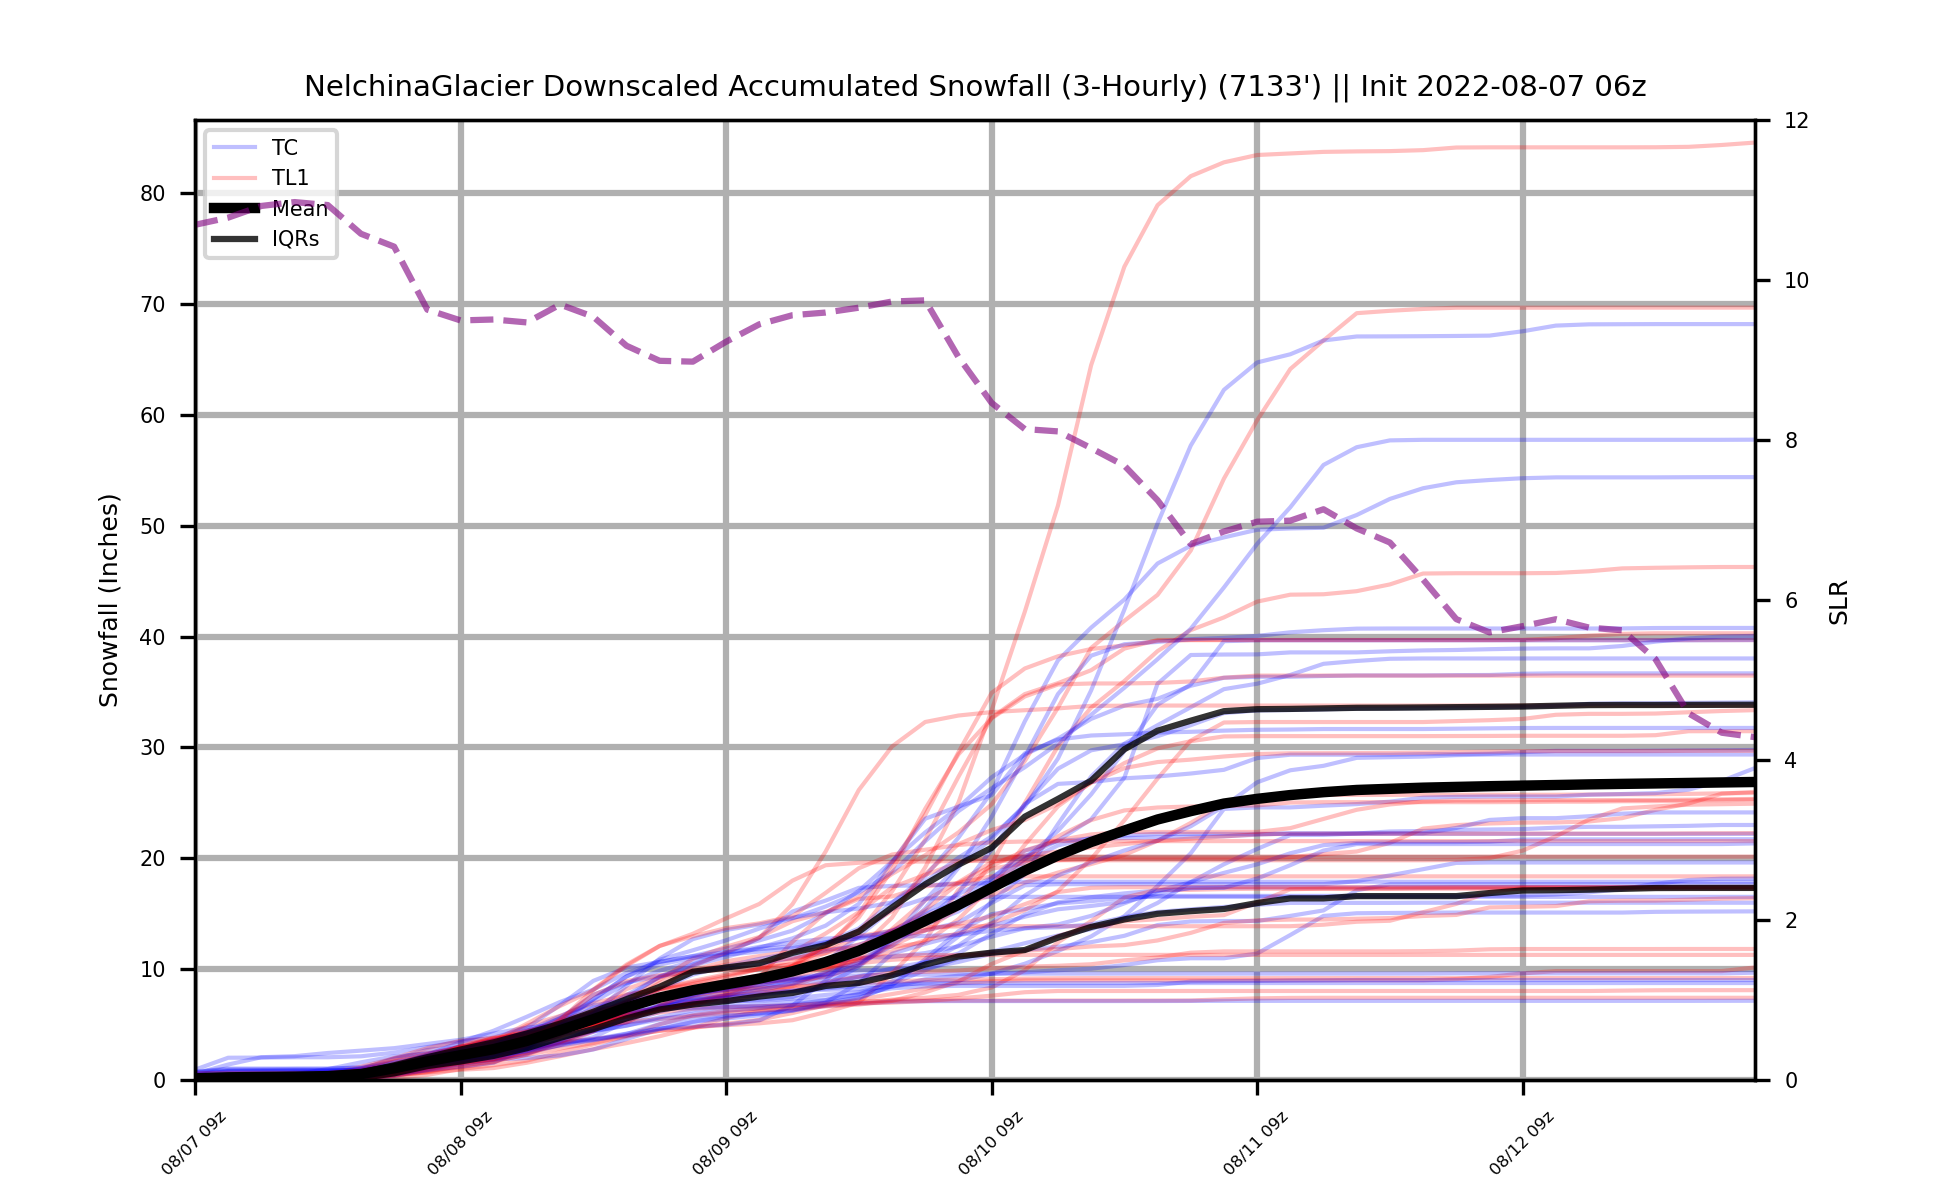 NelchinaGlacier Downscaled Accumulated Snowfall (3-Hourly) (7133') || Init 2022-08-07 06z
TC
TL1
Mean
IQRs
Snowfall (Inches)
80
70
60
50
40
30
20
10
0
12
10
8
6
4
2
0
SLR
08/07 09z
08/08 09z
08/09 09z
08/10 09z
08/11 09z
08/12 09z